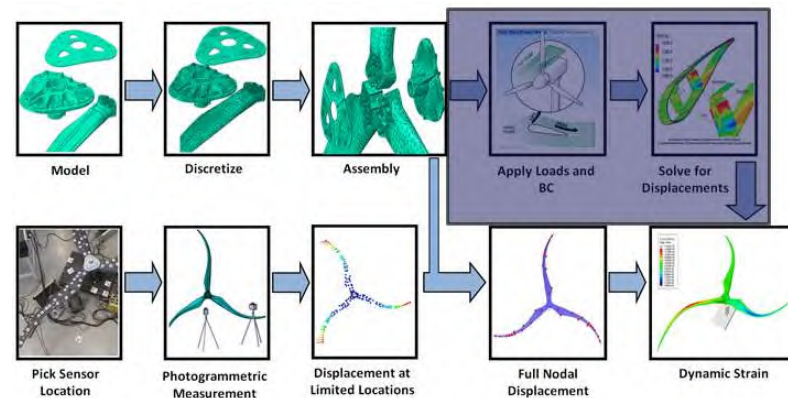 Model
Discretize
Assembly
Apply Loads and
BC
Solve for
Displacements
Pick Sensor
Location
Photogrammetric
Measurement
Displacement at
Limited Locations
Full Nodal
Displacement
Dynamic Strain